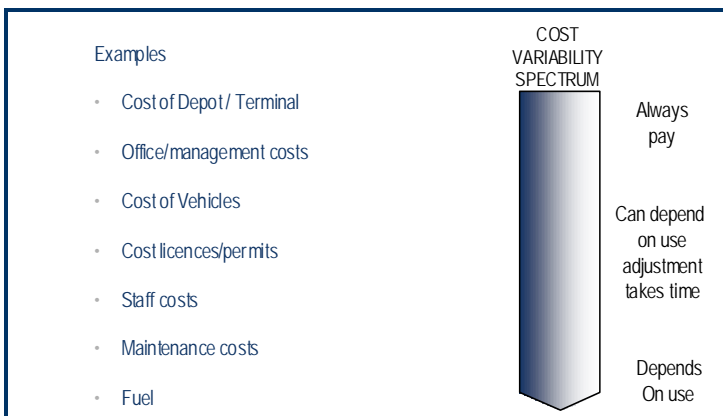 Examples
• Cost of Depot / Terminal
• Office/management costs
• Cost of Vehicles
• Cost licences/permits
• Staff costs
• Maintenance costs
• Fuel
COST
VARIABILITY
SPECTRUM
Always
pay
Can depend
on use
adjustment
takes time
Depends
On use